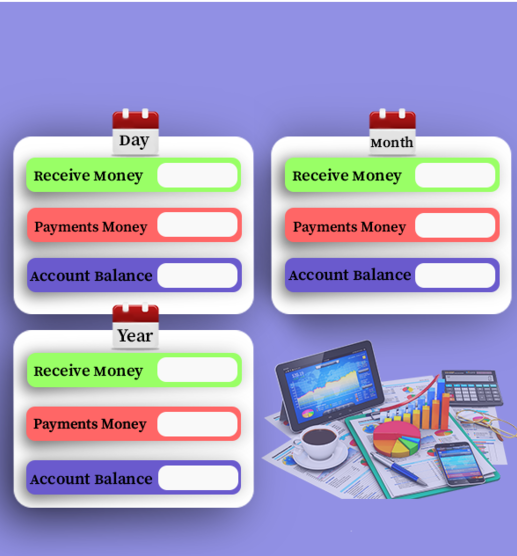 Day
Receive Money
Payments Money
Account Balance
Month
Receive Money
Payments Money
Account Balance
Year
Receive Money
Payments Money
Account Balance